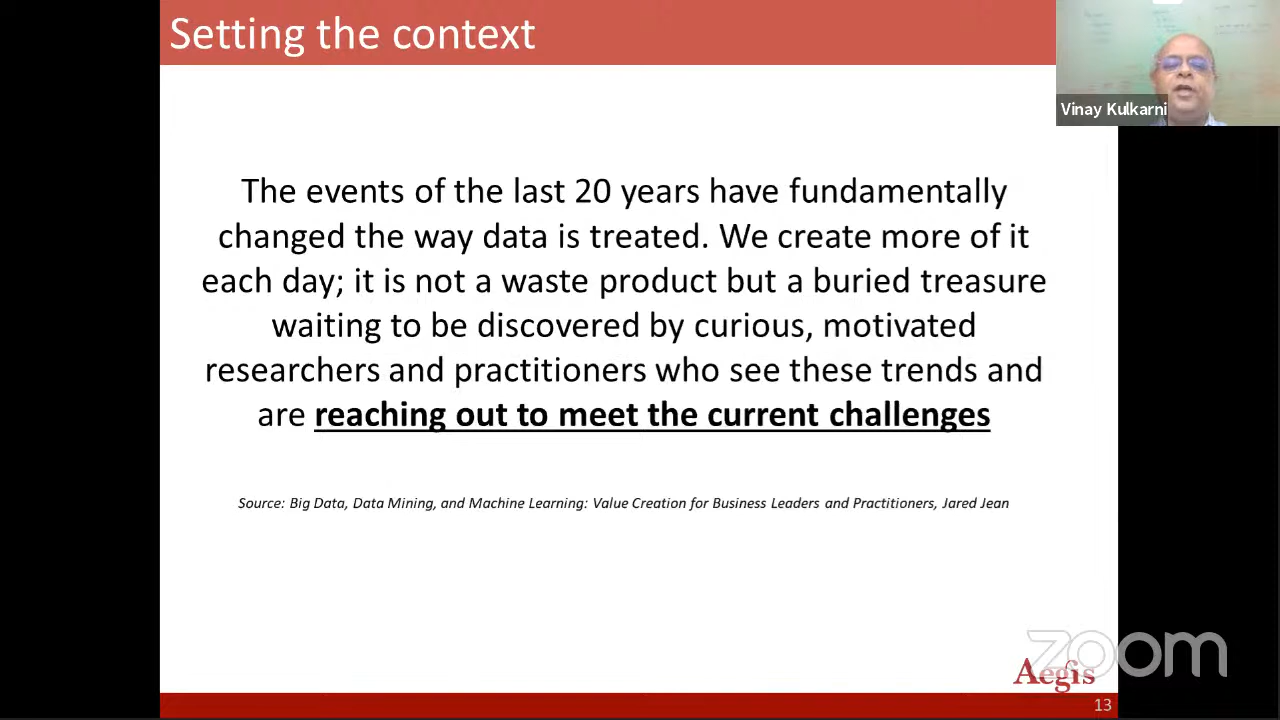 Setting the context
Vinay Kulkarni
The events of the last 20 years have fundamentally
changed the way data is treated. We create more of it
each day; it is not a waste product but a buried treasure
waiting to be discovered by curious, motivated
researchers and practitioners who see these trends and
are reaching out to meet the current challenges
Source: Big Data, Data Mining, and Machine Learning: Value Creation for Business Leaders and Practitioners, Jared Jean
zoom
Aegis
13